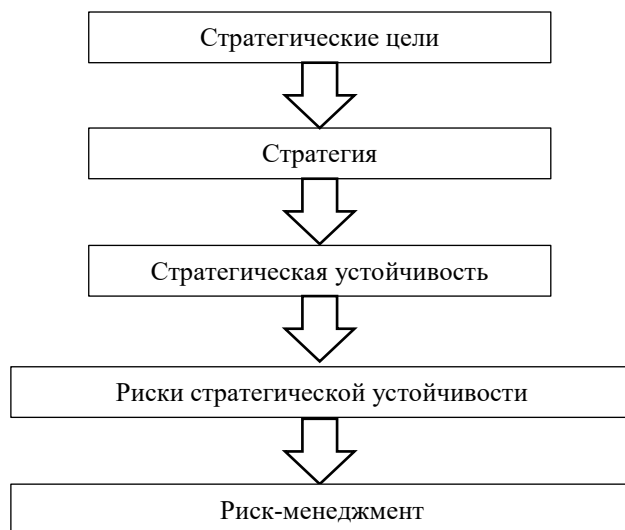 Стратегические цели
Стратегия
Стратегическая устойчивость
Риски стратегической устойчивости
Риск-менеджмент